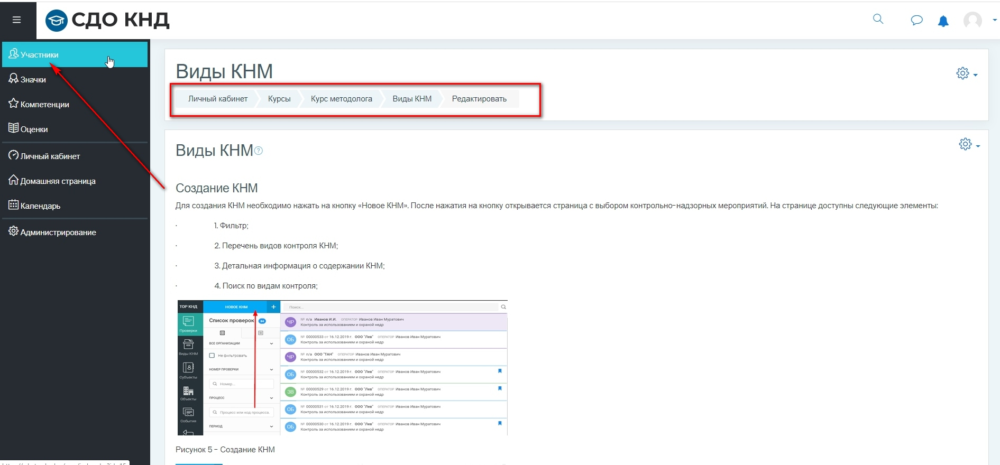 СДО КНД
Участники
Значки
Компетенции
Оценки
Личный кабинет
Домашняя страница
Календарь
Администрирование
Виды КНМ
Личный кабинет Курсы Курс методолога Виды КНМ Редактировать
Виды КНМ
Создание КНМ
Для создания КНМ необходимо нажать на кнопку «Новое КНМ». После нажатия на кнопку открывается страница с выбором контрольно-надзорных мероприятий. На странице доступны следующие элементы:
· 1. Фильтр;
· 2. Перечень видов контроля КНМ;
· 3. Детальная информация о содержании КНМ;
· 4. Поиск по видам контроля;
ТОР КНД НОВОЕ КНМ + Поиск...
Проверки
Виды КНМ
Субъекты
Объекты
События
Список проверок 84
ВСЕ ОРГАНИЗАЦИИ
Не фильтровать
НОМЕР ПРОВЕРКИ
Номер...
ПРОЦЕСС
Процесс или код процесса.
ПЕРИОД
ЧР № n/a Иванов И.И. ОПЕРАТОР Иванов Иван Муратович
Контроль за использованием и охраной недр
ОБ № 00000533 от 16.12.2019 г. ООО "Лев" ОПЕРАТОР Иванов Иван Муратович
Контроль за использованием и охраной недр
ЧР № n/a ООО "ТАН" ОПЕРАТОР Иванов Иван Муратович
Контроль за использованием и охраной недр
ОБ № 00000532 от 16.12.2019 г. ООО "Лев" ОПЕРАТОР Иванов Иван Муратович
Контроль за использованием и охраной недр
ЗВ № 00000529 от 16.12.2019 г. ООО "Лев" ОПЕРАТОР Иванов Иван Муратович
Контроль за использованием и охраной недр
ОБ № 00000531 от 16.12.2019 г. ООО "Лев" ОПЕРАТОР Иванов Иван Муратович
Контроль за использованием и охраной недр
ОБ № 00000530 от 16.12.2019 г. ООО "Лев" ОПЕРАТОР Иванов Иван Муратович
Контроль за использованием и охраной недр
Рисунок 5 - Создание КНМ